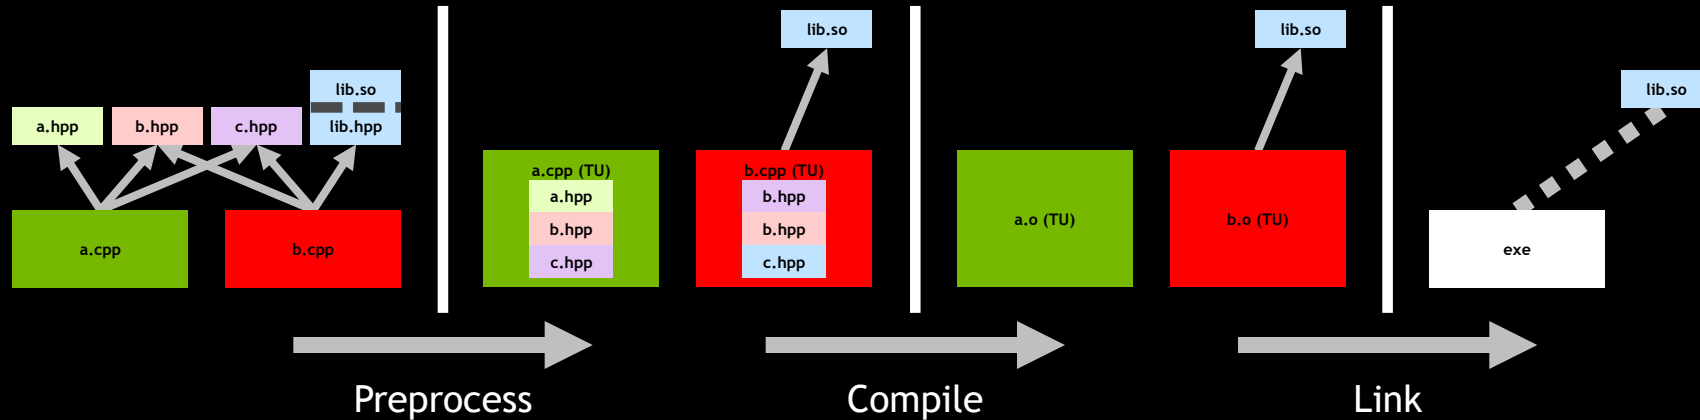 lib.so
lib.so
lib.so
lib.so
a.hpp
b.hpp
c.hpp
lib.hpp
a.cpp (TU)
b.cpp (TU)
a.hpp
b.hpp
b.hpp
b.hpp
a.cpp
b.cpp
c.hpp
c.hpp
a.o (TU)
b.o (TU)
exe
Preprocess
Compile
Link